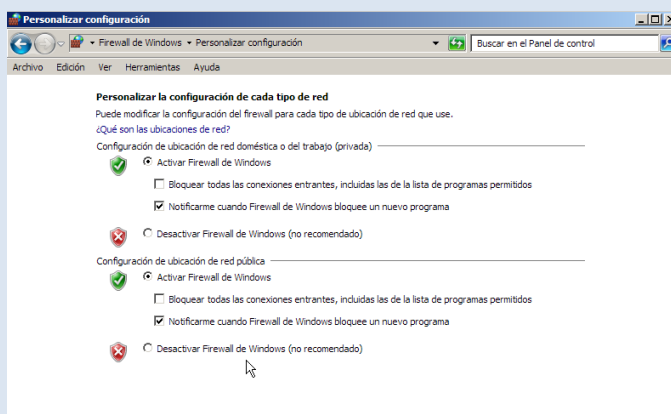 Personalizar configuración
Firewall de Windows Personalizar configuración
Buscar en el Panel de control
Archivo Edición Ver Herramientas Ayuda
Personalizar la configuración de cada tipo de red
Puede modificar la configuración del firewall para cada tipo de ubicación de red que use.
¿Qué son las ubicaciones de red?
Configuración de ubicación de red doméstica o del trabajo (privada)
Activar Firewall de Windows
Bloquear todas las conexiones entrantes, incluidas las de la lista de programas permitidos
Notificarme cuando Firewall de Windows bloquee un nuevo programa
Desactivar Firewall de Windows (no recomendado)
Configuración de ubicación de red pública
Activar Firewall de Windows
Bloquear todas las conexiones entrantes, incluidas las de la lista de programas permitidos
Notificarme cuando Firewall de Windows bloquee un nuevo programa
Desactivar Firewall de Windows (no recomendado)